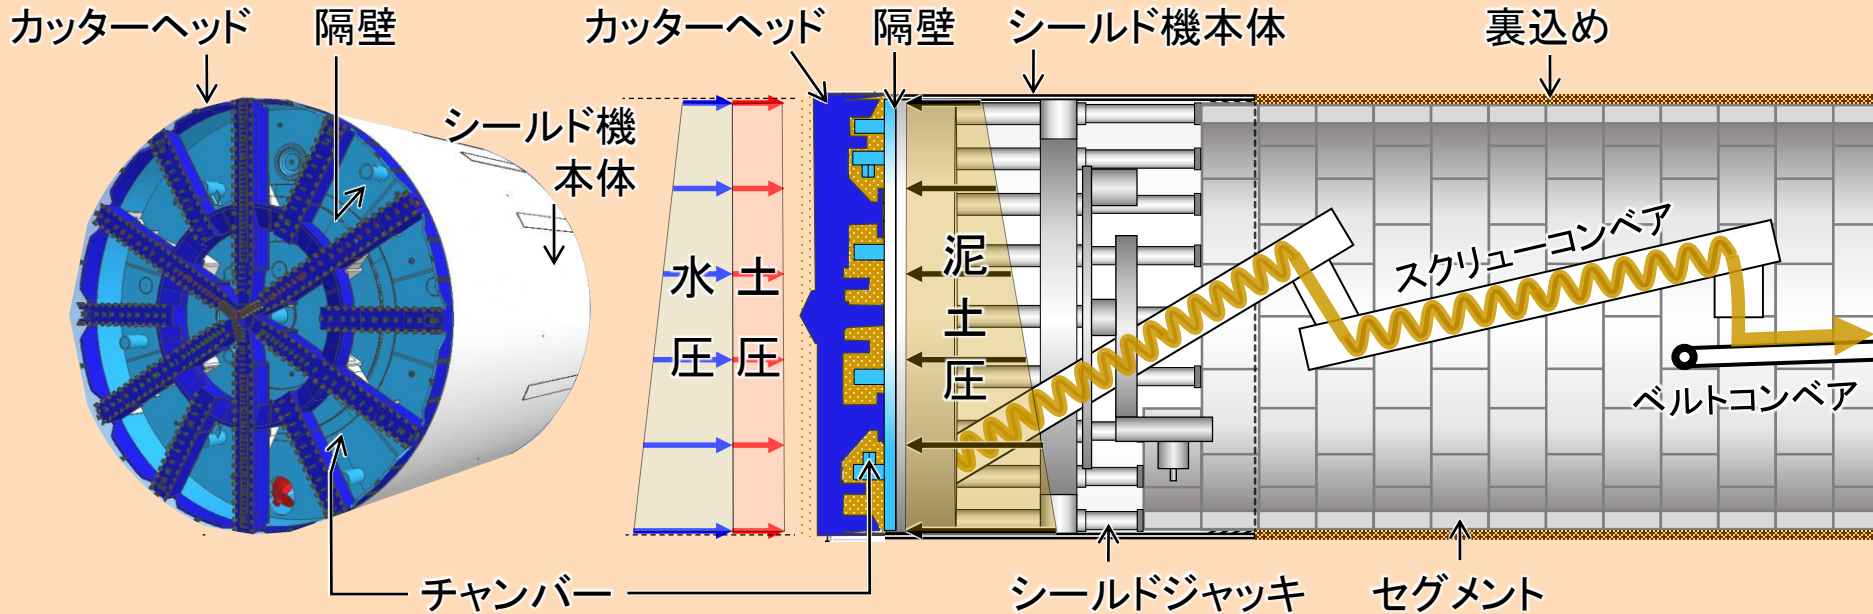 カッターヘッド
隔壁
シールド機
本体
カッターヘッド
隔壁
シールド機本体
裏込め
水圧
土圧
泥土圧
スクリューコンベア
ベルトコンベア
チャンバー
シールドジャッキ
セグメント